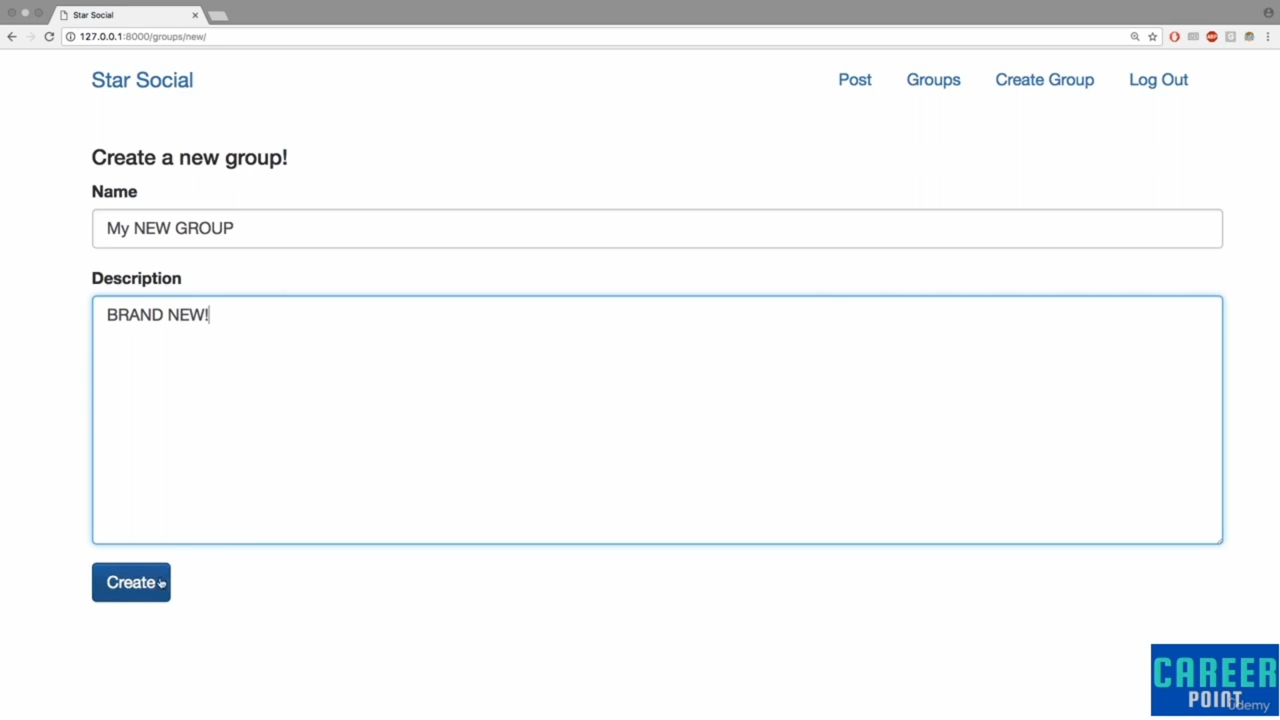 Star Social
127.0.0.1:8000/groups/new/
Star Social Post Groups Create Group Log Out
Create a new group!
Name
My NEW GROUP
Description
BRAND NEW!
Create
CAREER
POINT
Udemy